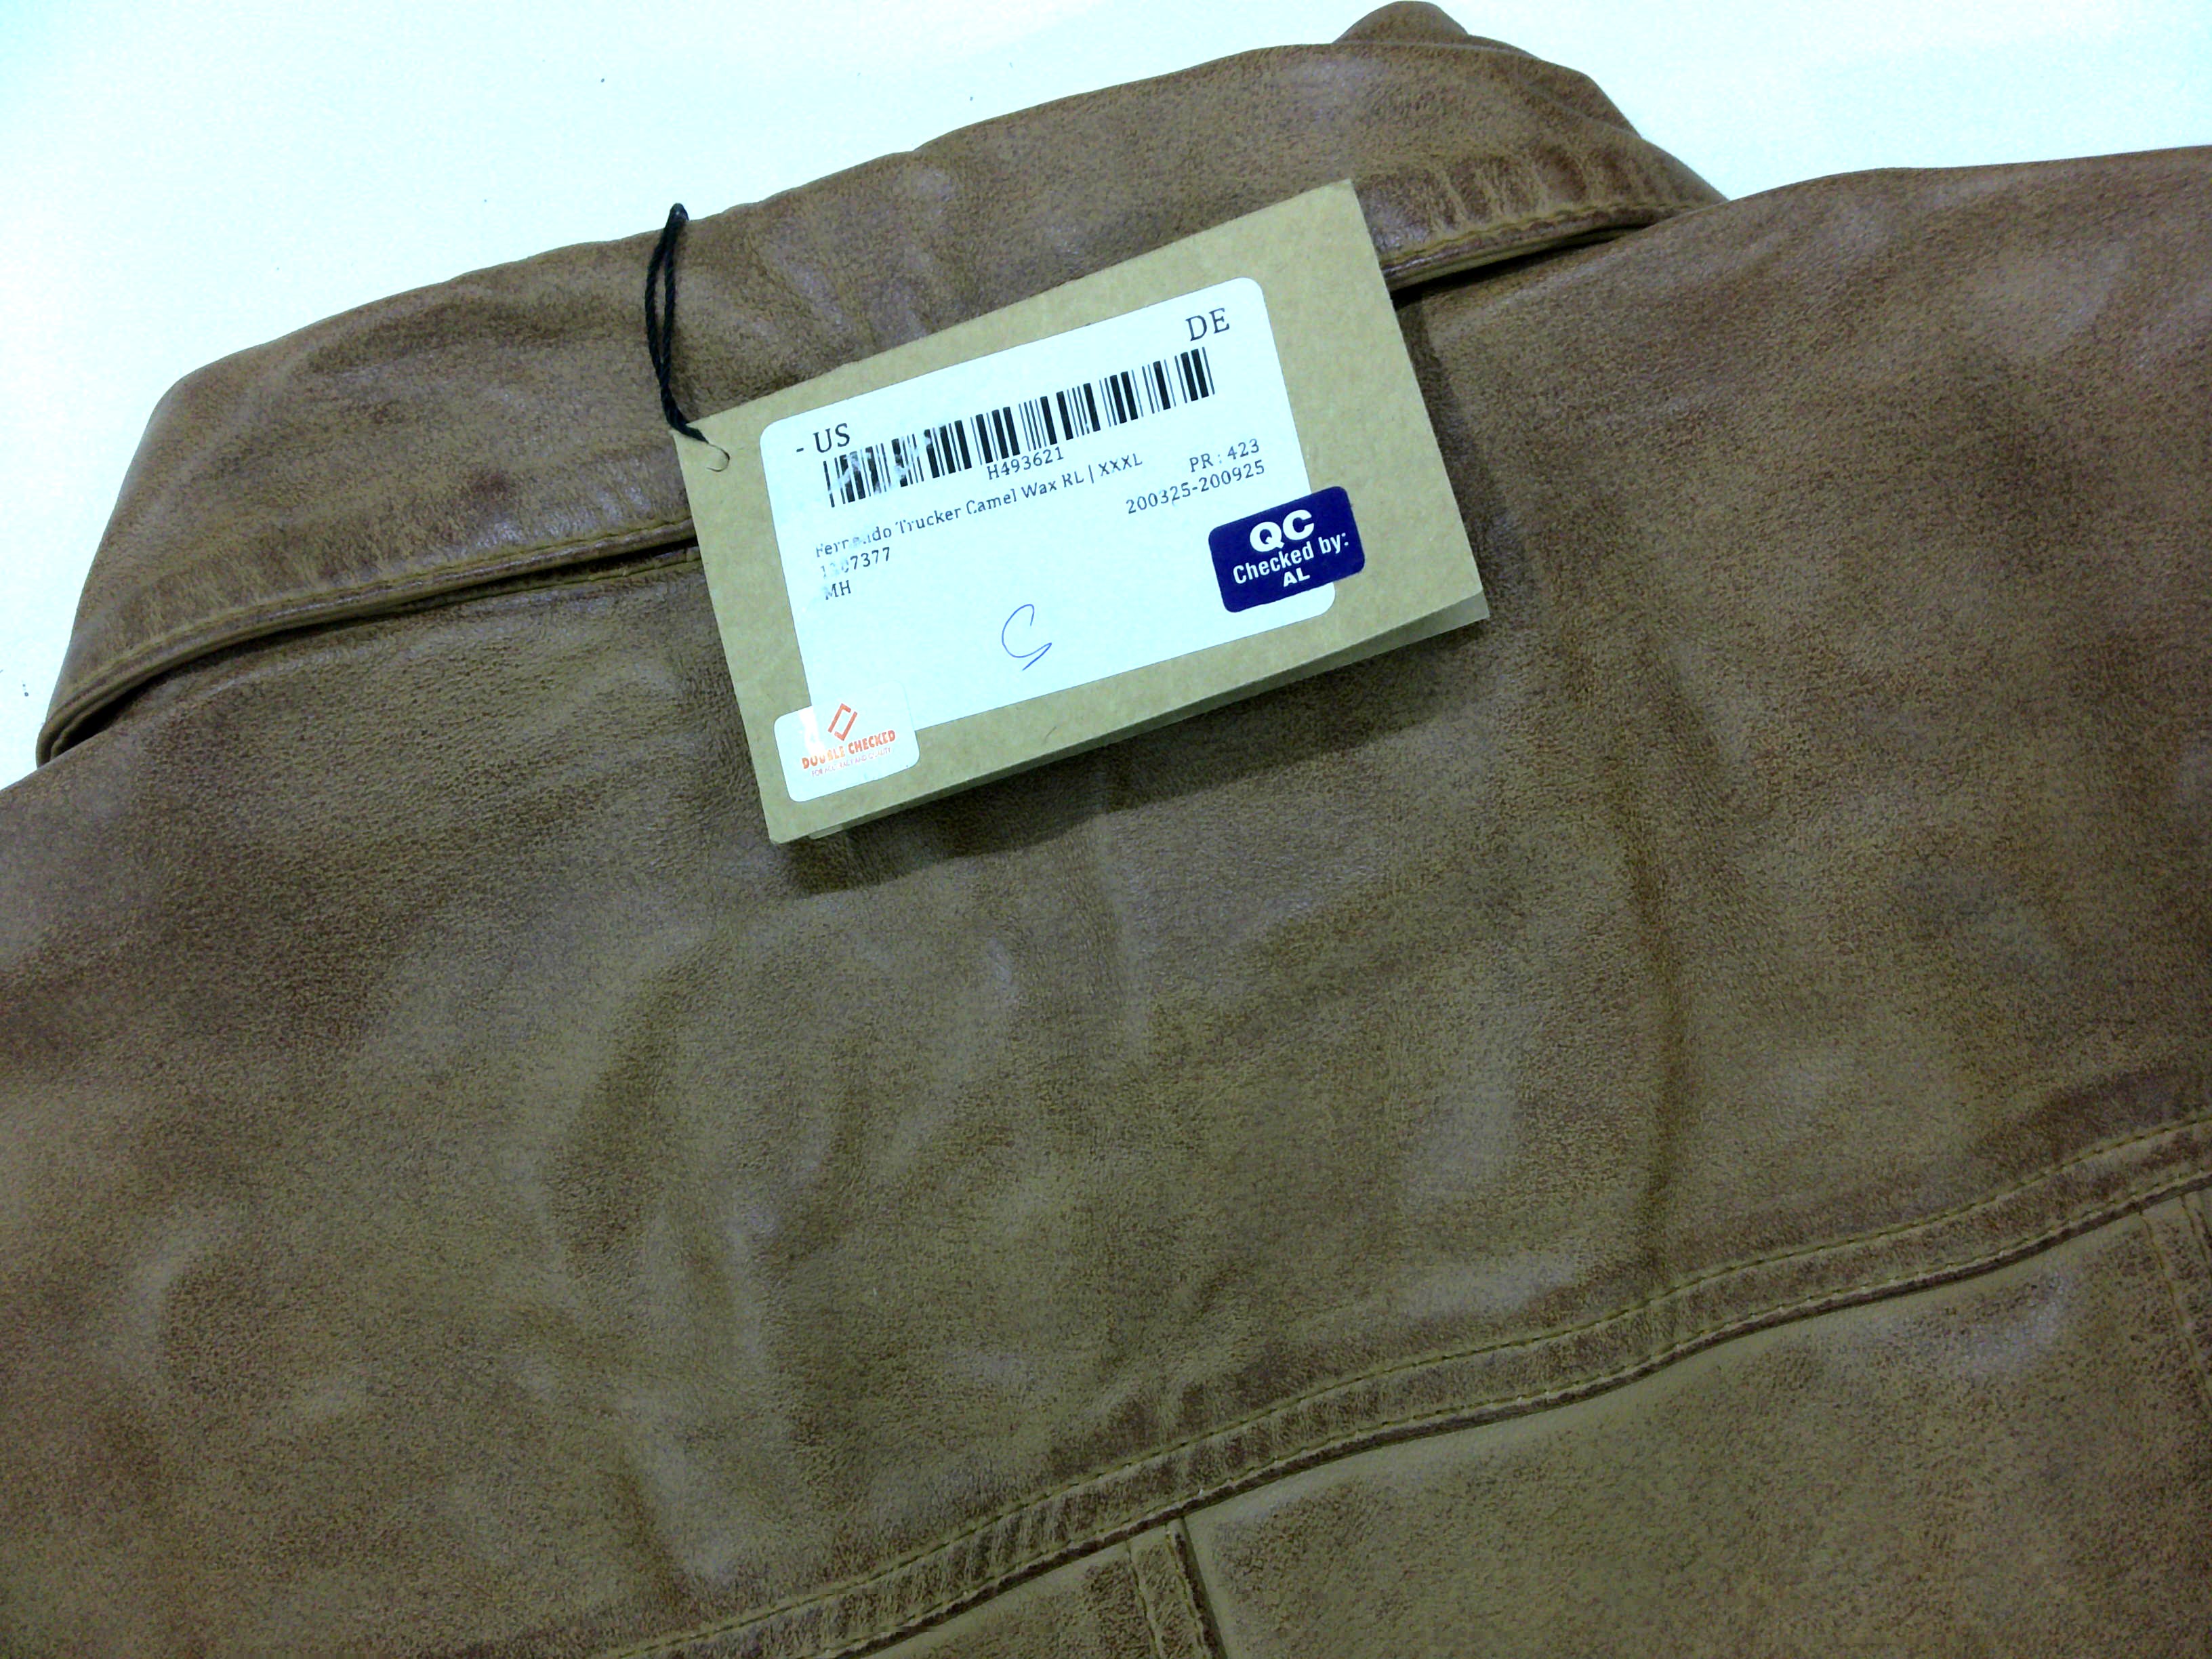 DE
- US
H493621
Trucker Camel Wax RL | XXXL
PR : 423
200325-200925
MH
QC
Checked by:
AL
DOUBLE CHECKED